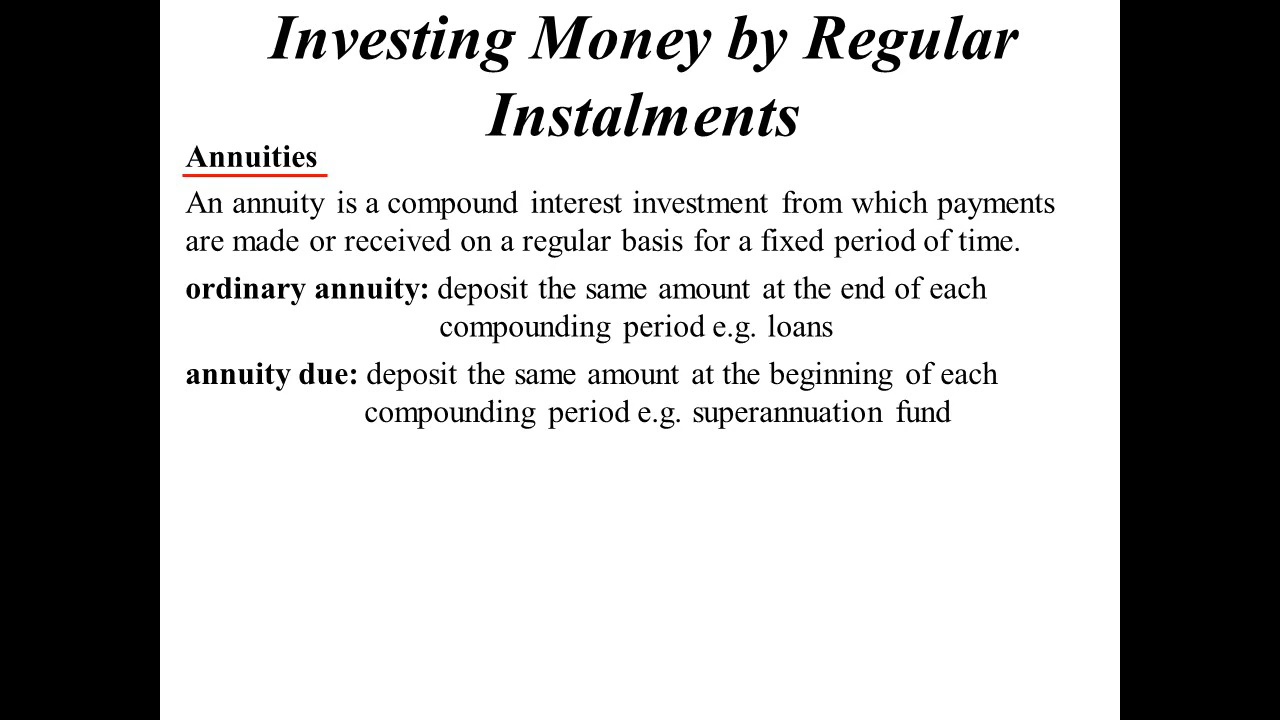 Investing Money by Regular
Instalments
Annuities
An annuity is a compound interest investment from which payments
are made or received on a regular basis for a fixed period of time.
ordinary annuity: deposit the same amount at the end of each
compounding period e.g. loans
annuity due: deposit the same amount at the beginning of each
compounding period e.g. superannuation fund